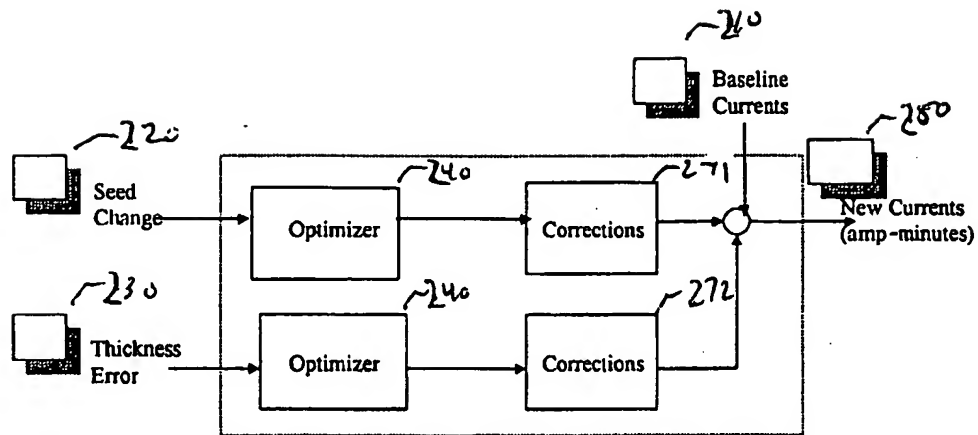 210
Baseline
Currents
280
220
Seed
Change
240
Optimizer
271
Corrections
New Currents
(amp-minutes)
230
Thickness
Error
240
Optimizer
272
Corrections